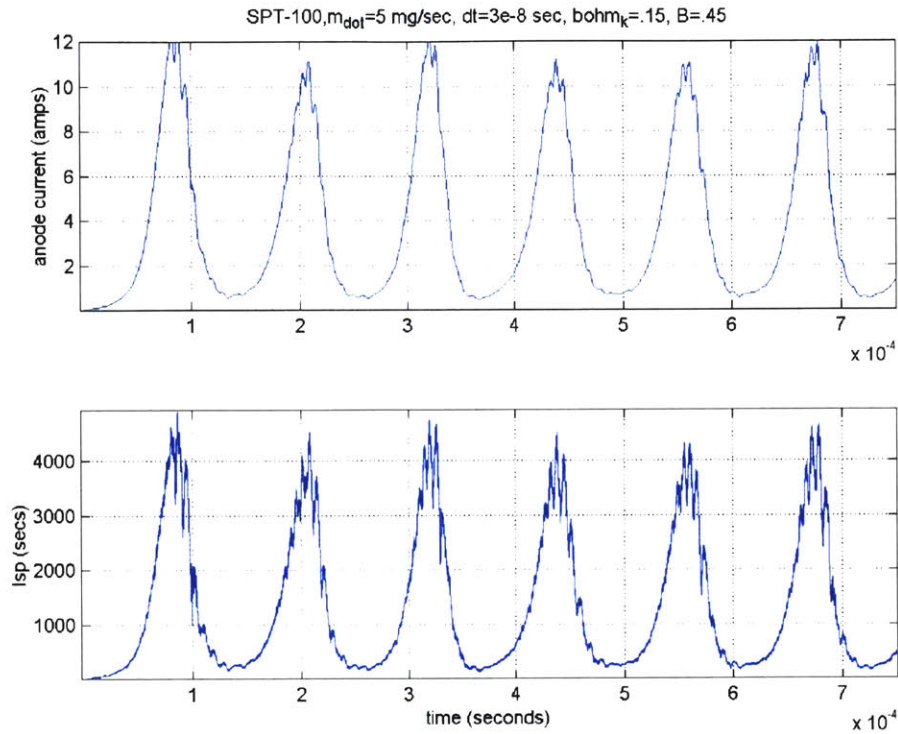 SPT-100,m_dot=5 mg/sec, dt=3e-8 sec, bohm_k=.15, B=.45
12
10
8
6
4
2
anode current (amps)
1 2 3 4 5 6 7
x 10^-4
4000
3000
2000
1000
Isp (secs)
1 2 3 4 5 6 7
time (seconds)
x 10^-4